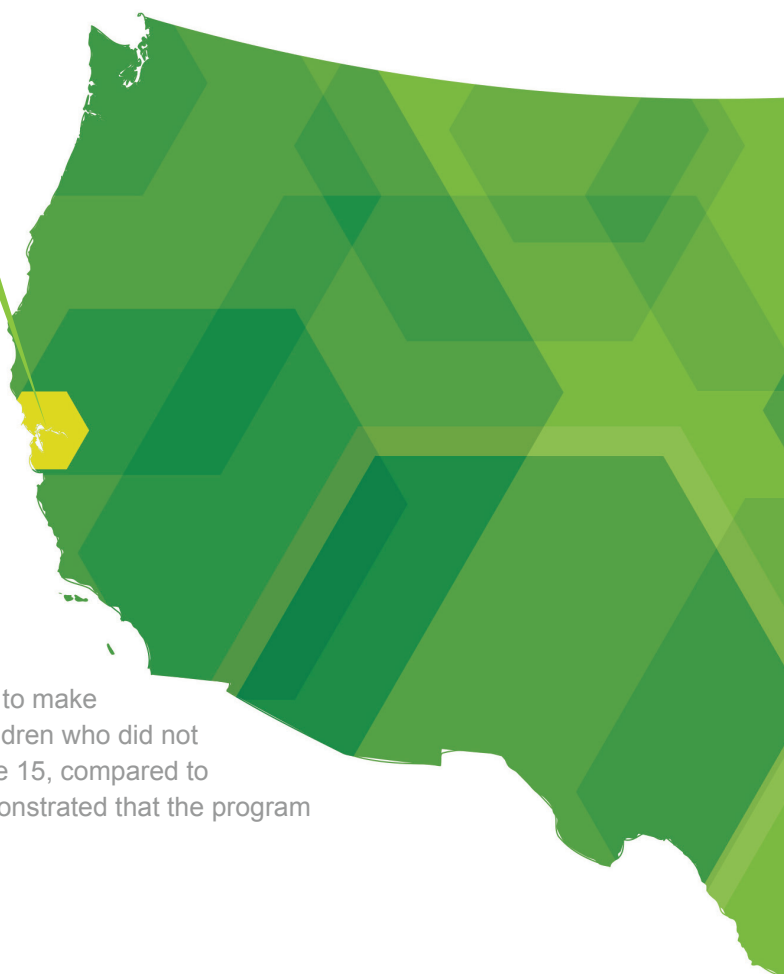 to make
dren who did not
e 15, compared to
onstrated that the program